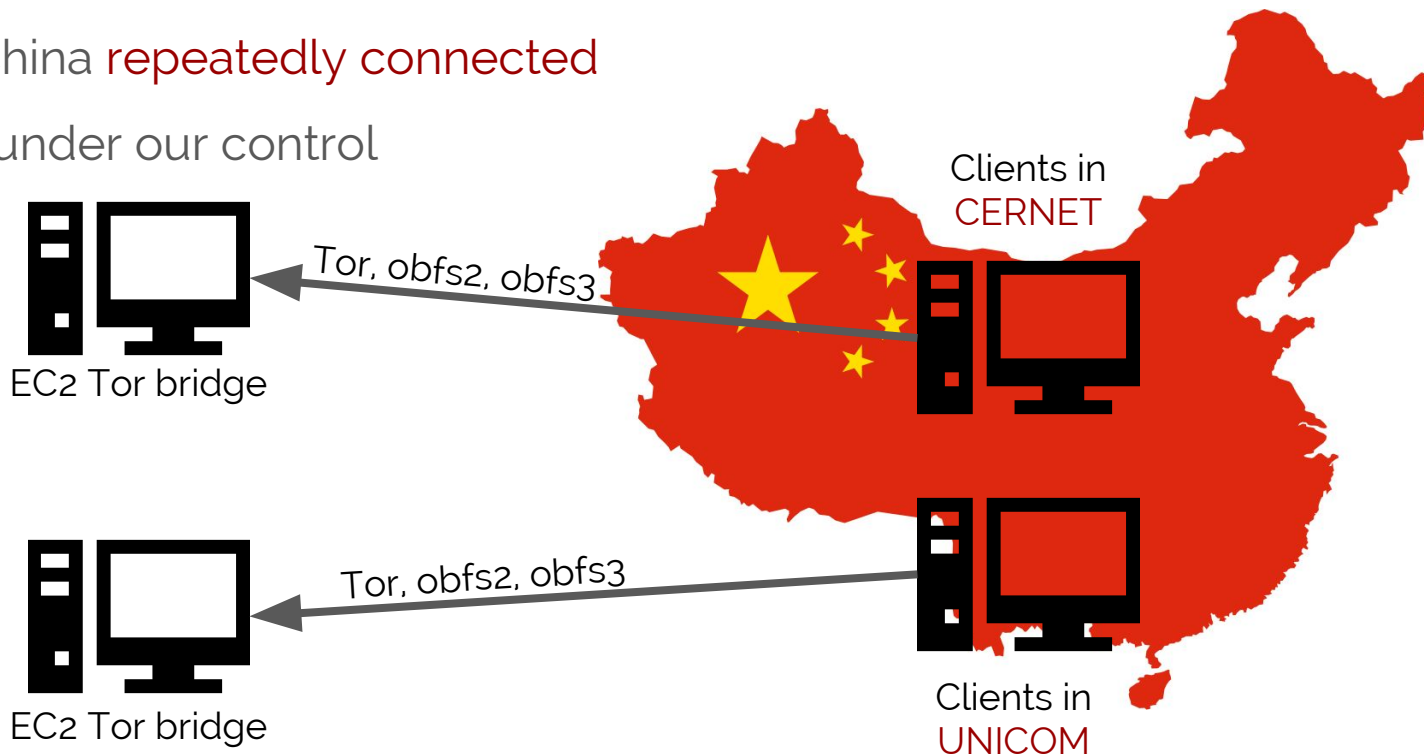 hina repeatedly connected
under our control
Clients in
CERNET
Tor, obfs2, obfs3
EC2 Tor bridge
Tor, obfs2, obfs3
EC2 Tor bridge
Clients in
UNICOM